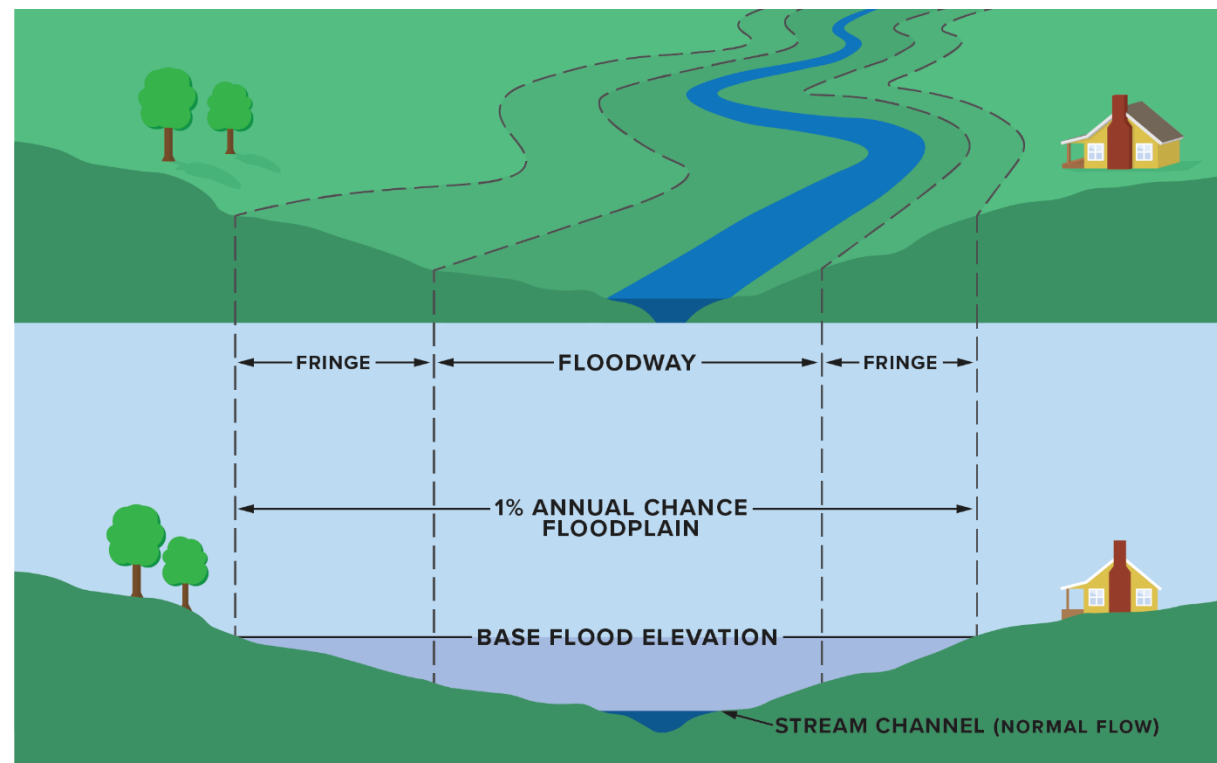 FRINGE
FLOODWAY
FRINGE
1% ANNUAL CHANCE
FLOODPLAIN
BASE FLOOD ELEVATION
STREAM CHANNEL (NORMAL FLOW)